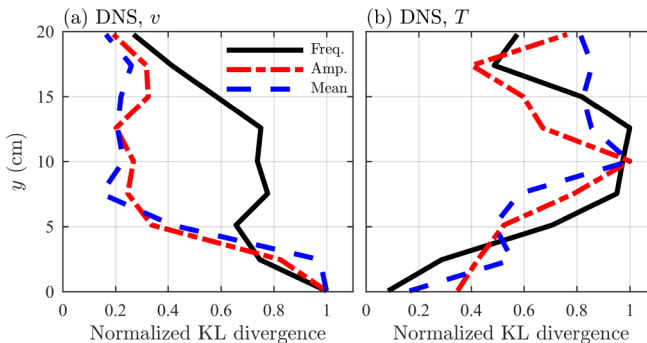 (a) DNS, v
(b) DNS, T
20
15
10
5
0
y (cm)
Freq.
Amp.
Mean
0 0.2 0.4 0.6 0.8 1
0 0.2 0.4 0.6 0.8 1
Normalized KL divergence
Normalized KL divergence